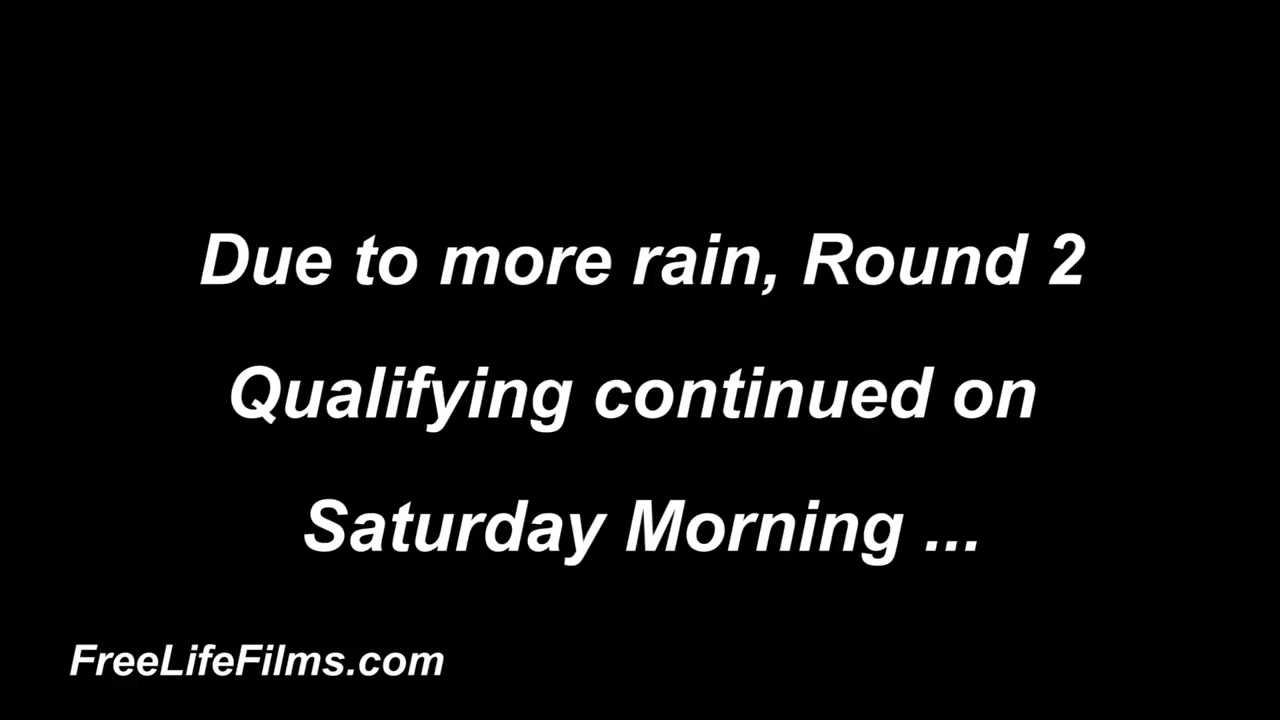 Due to more rain, Round 2
Qualifying continued on
Saturday Morning ...
FreeLifeFilms.com